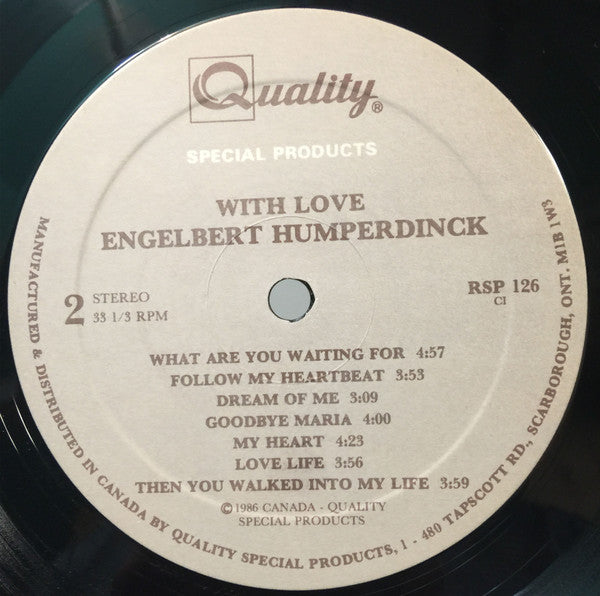 Quality®
SPECIAL PRODUCTS
WITH LOVE
ENGELBERT HUMPERDINCK
2 STEREO
33 1/3 RPM
RSP 126
CI
WHAT ARE YOU WAITING FOR 4:57
FOLLOW MY HEARTBEAT 3:53
DREAM OF ME 3:09
GOODBYE MARIA 4:00
MY HEART 4:23
LOVE LIFE 3:56
THEN YOU WALKED INTO MY LIFE 3:59
©1986 CANADA - QUALITY
SPECIAL PRODUCTS
MANUFACTURED & DISTRIBUTED IN CANADA BY QUALITY SPECIAL PRODUCTS, 1 - 480 TAPSCOTT RD., SCARBOROUGH, ONT. M1B 1W3